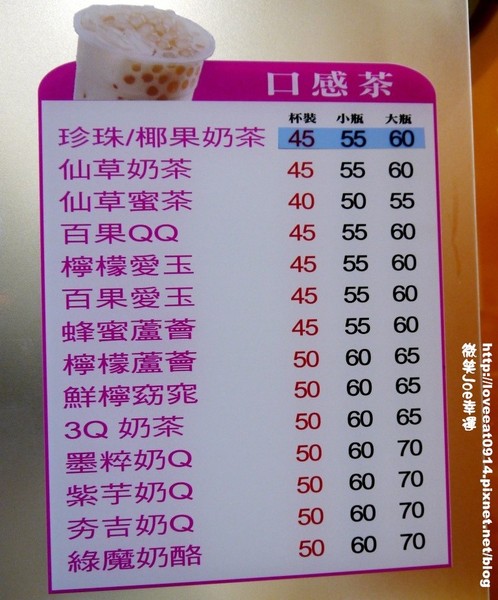 口感茶
杯裝 小瓶 大瓶
珍珠/椰果奶茶 45 55 60
仙草奶茶 45 55 60
仙草蜜茶 40 50 55
百果QQ 45 55 60
檸檬愛玉 45 55 60
百果愛玉 45 55 60
蜂蜜蘆薈 45 55 60
檸檬蘆薈 50 60 65
鮮檸窈窕 50 60 65
3Q 奶茶 50 60 65
墨粹奶Q 50 60 70
紫芋奶Q 50 60 70
夯吉奶Q 50 60 70
綠魔奶酪 50 60 70
微笑Joe幸福
http://loveeat0914.pixnet.net/blog